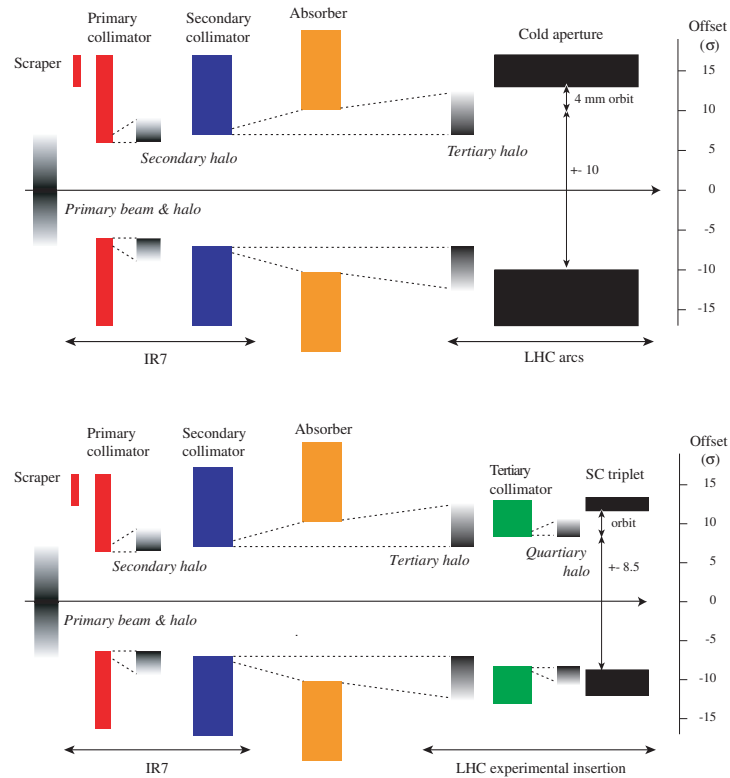 Primary
collimator
Secondary
collimator
Absorber
Scraper
Cold aperture
Offset
(σ)
15
10
5
0
-5
-10
-15
4 mm orbit
+- 10
Secondary halo
Tertiary halo
Primary beam & halo
IR7
LHC arcs
Primary
collimator
Secondary
collimator
Absorber
Scraper
Tertiary
collimator
SC triplet
Offset
(σ)
15
10
5
0
-5
-10
-15
orbit
+- 8.5
Secondary halo
Tertiary halo
Quartiary
halo
Primary beam & halo
IR7
LHC experimental insertion